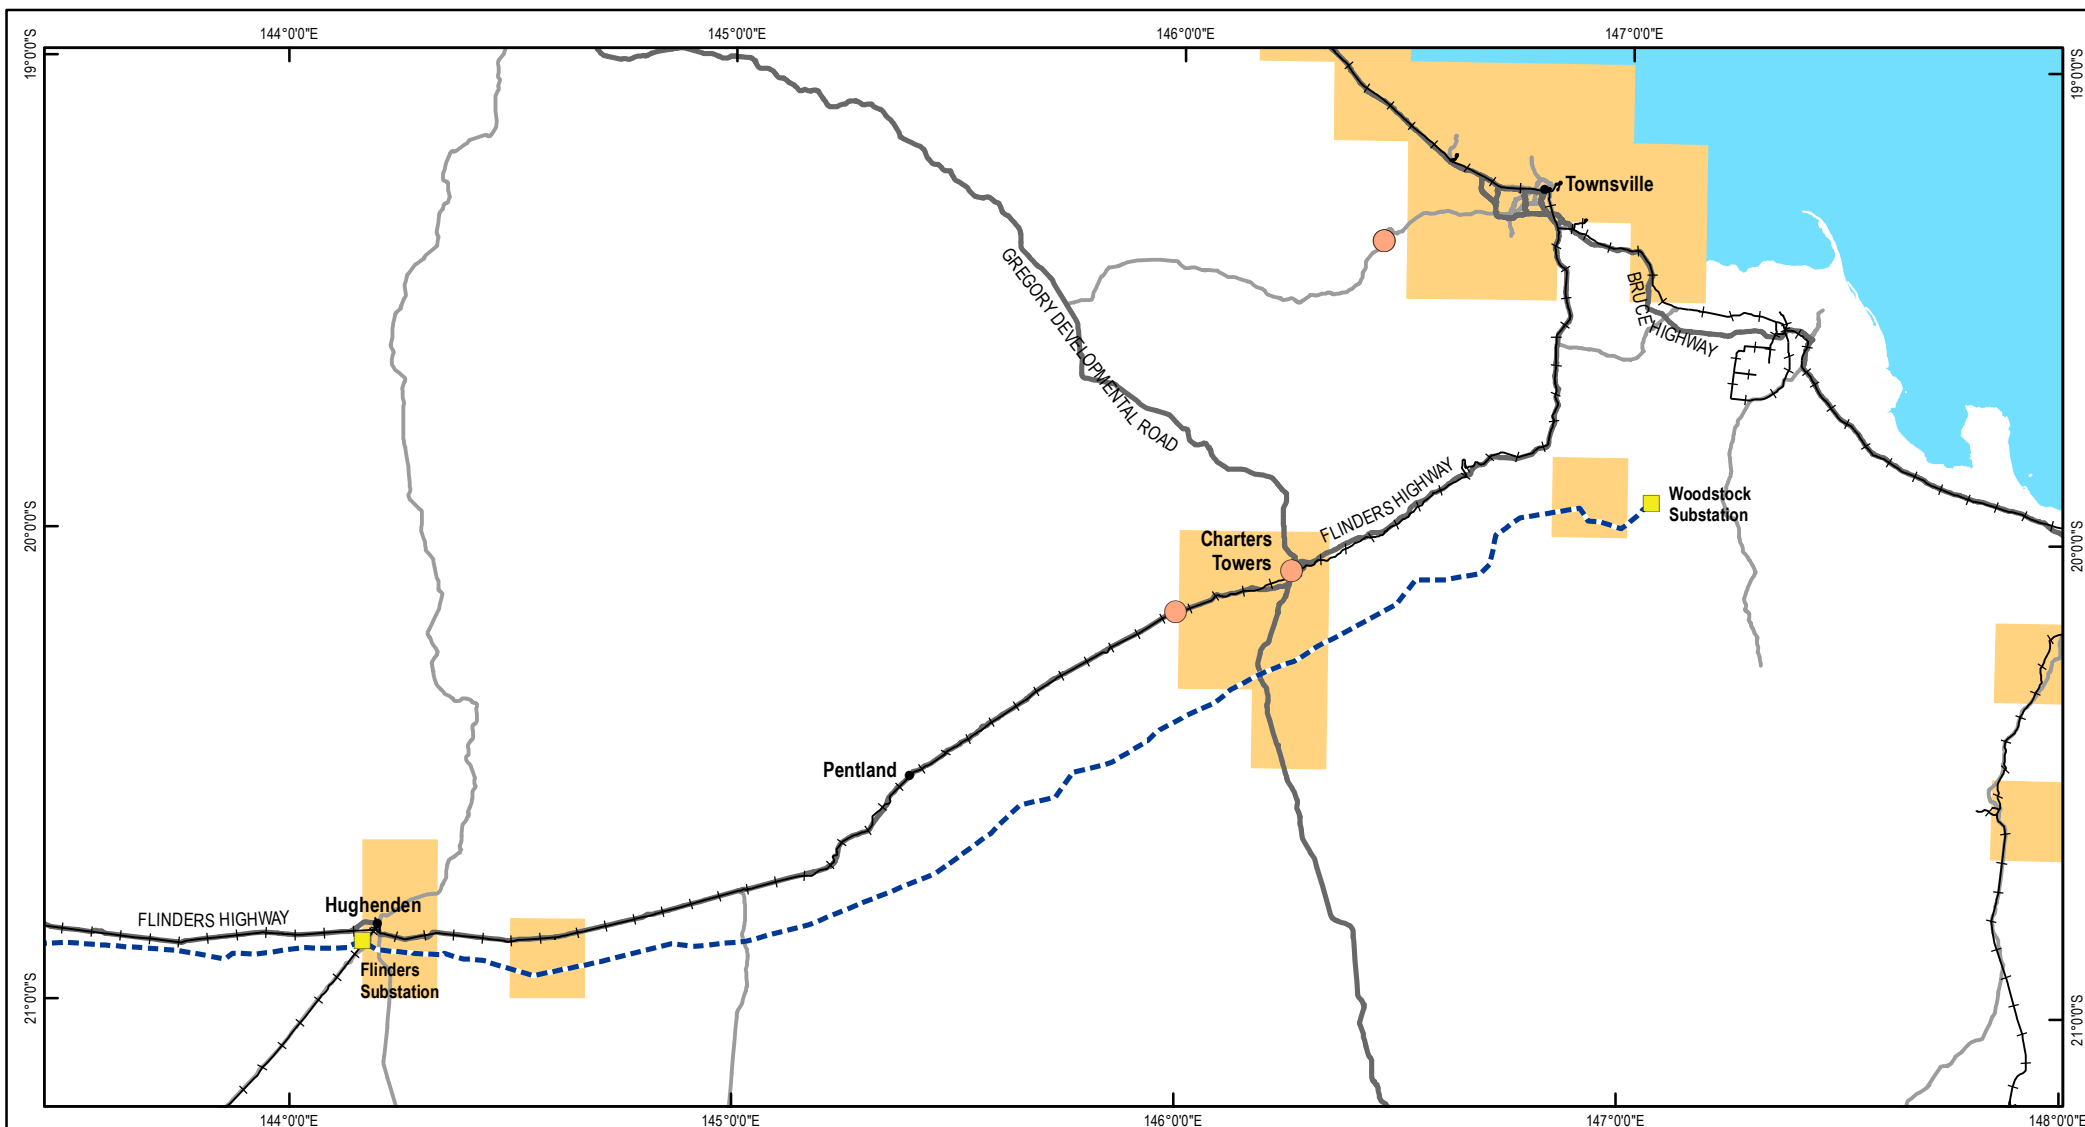 144°0'0"E
145°0'0"E
146°0'0"E
147°0'0"E
19°0'0"S
19°0'0"S
Townsville
GREGORY DEVELOPMENTAL ROAD
BRUCE HIGHWAY
FLINDERS HIGHWAY
Woodstock
Substation
20°0'0"S
20°0'0"S
Charters
Towers
Pentland
Hughenden
FLINDERS HIGHWAY
Flinders
Substation
21°0'0"S
21°0'0"S
144°0'0"E
145°0'0"E
146°0'0"E
147°0'0"E
148°0'0"E